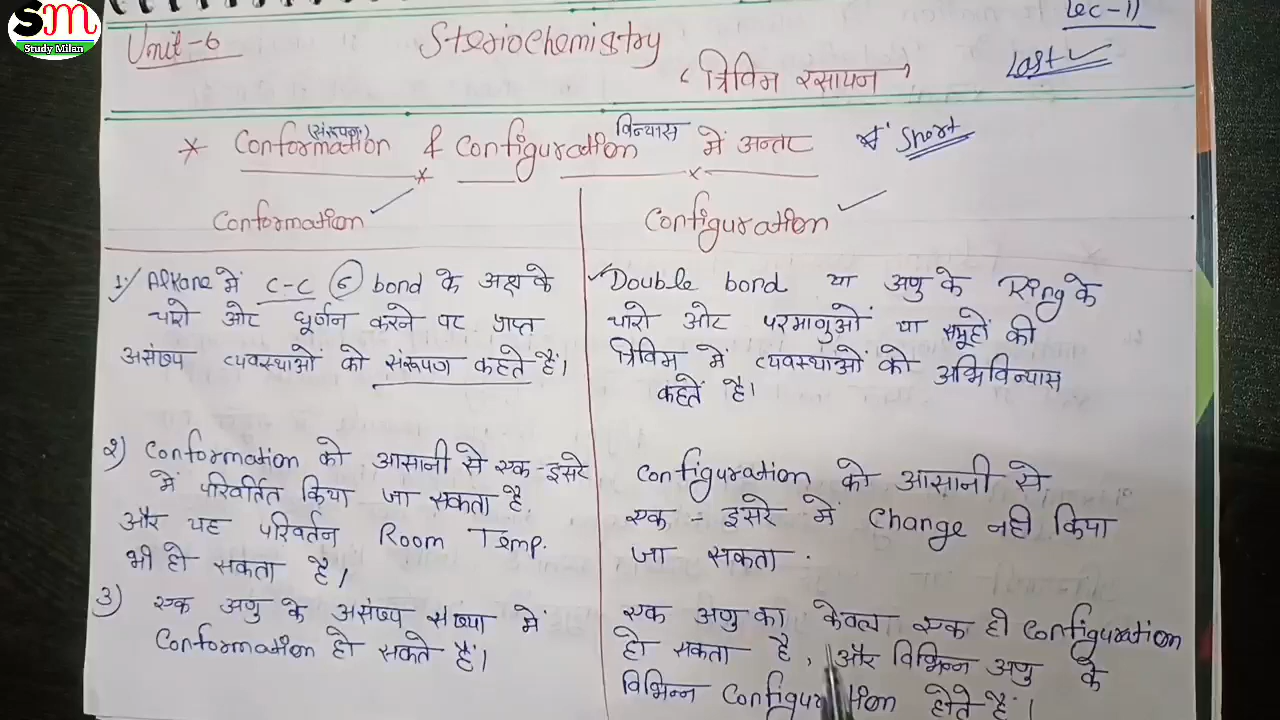 SM
Study Milan
Unit-6
Steriochemistry
Lec-11
(त्रिविम रसायन)
Last
* Conformation (संरूपण) & Configuration विन्यास में अन्तर
Short
Conformation
Configuration
1) Alkane में C-C σ bond के अक्ष के
चारो ओर घूर्णन करने पर प्राप्त
असंख्य व्यवस्थाओं को संरूपण कहते हैं।
Double bond या अणु के Ring के
चारो ओर परमाणुओं या समूहों की
त्रिविम मे व्यवस्थाओ को अभिविन्यास
कहते है।
2) Conformation को आसानी से एक-दूसरे
में परिवर्तित किया जा सकता है.
और यह परिवर्तन Room Temp.
भी हो सकता है।
Configuration को आसानी से
एक-दूसरे में Change नही किया
जा सकता.
3) एक अणु के असंख्य संख्या में
Conformation हो सकते हैं।
एक अणु का केवल एक ही Configuration
हो सकता है, और विभिन्न अणु के
विभिन्न Configuration होते हैं।